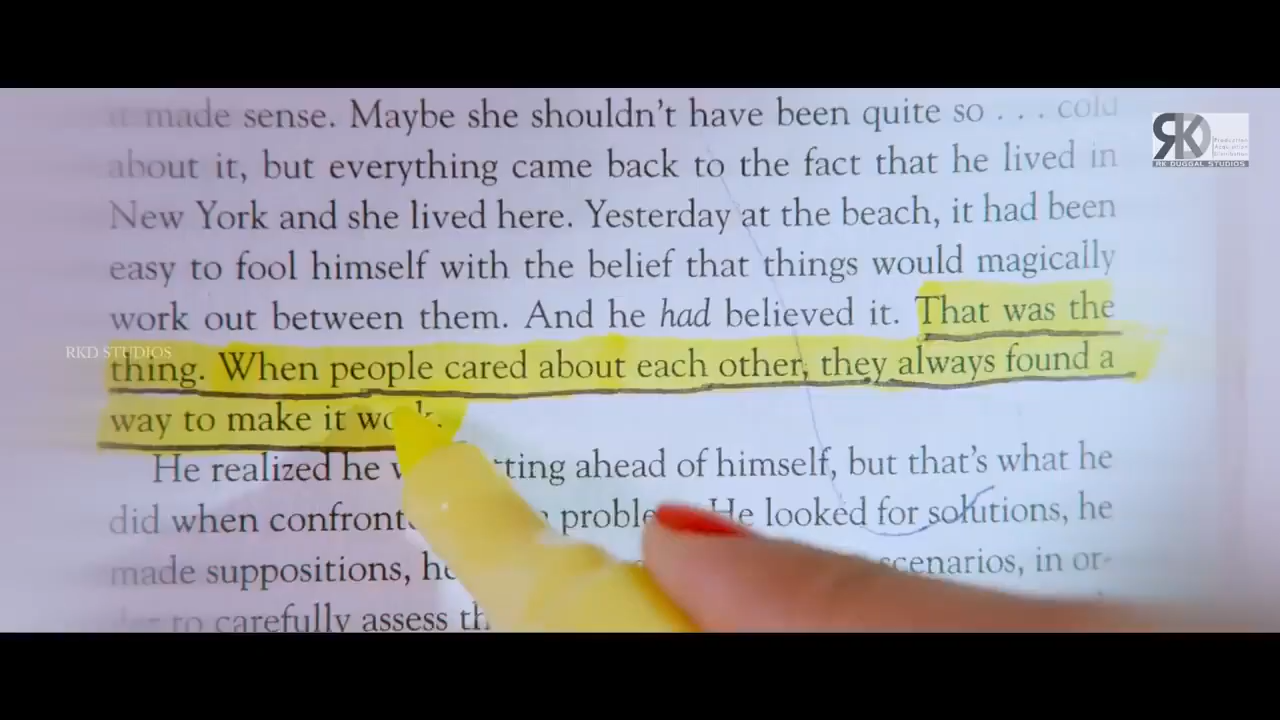 it made sense. Maybe she shouldn't have been quite so . . . cold
about it, but everything came back to the fact that he lived in
New York and she lived here. Yesterday at the beach, it had been
easy to fool himself with the belief that things would magically
work out between them. And he had believed it. That was the
thing. When people cared about each other, they always found a
way to make it
He realized he ting ahead of himself, but that's what he
did when He looked for solutions, he
made suppositions, scenarios, in or-
to carefully assess
RKD STUDIOS
RK
RK DUGGAL STUDIOS